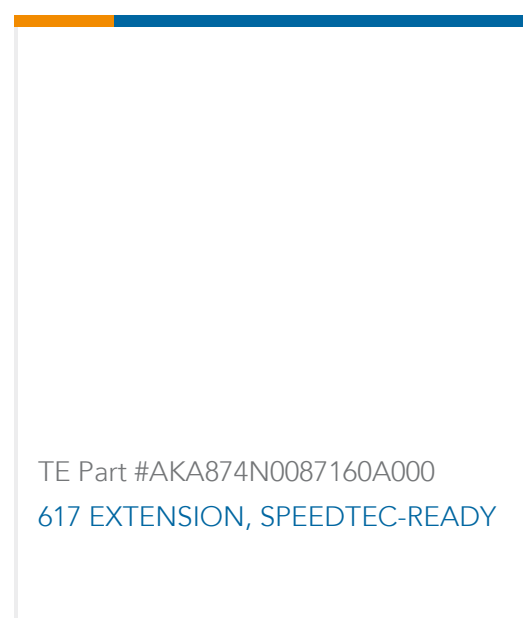 TE Part #AKA874N0087160A000
617 EXTENSION, SPEEDTEC-READY